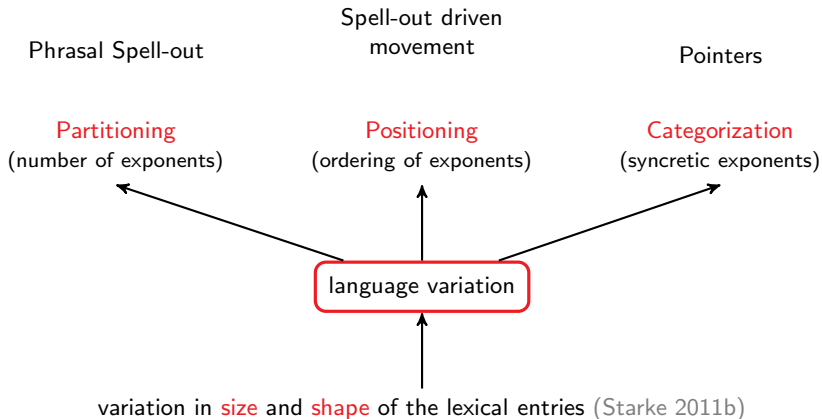 Phrasal Spell-out
Spell-out driven
movement
Pointers
Partitioning
(number of exponents)
Positioning
(ordering of exponents)
Categorization
(syncretic exponents)
language variation
variation in size and shape of the lexical entries (Starke 2011b)